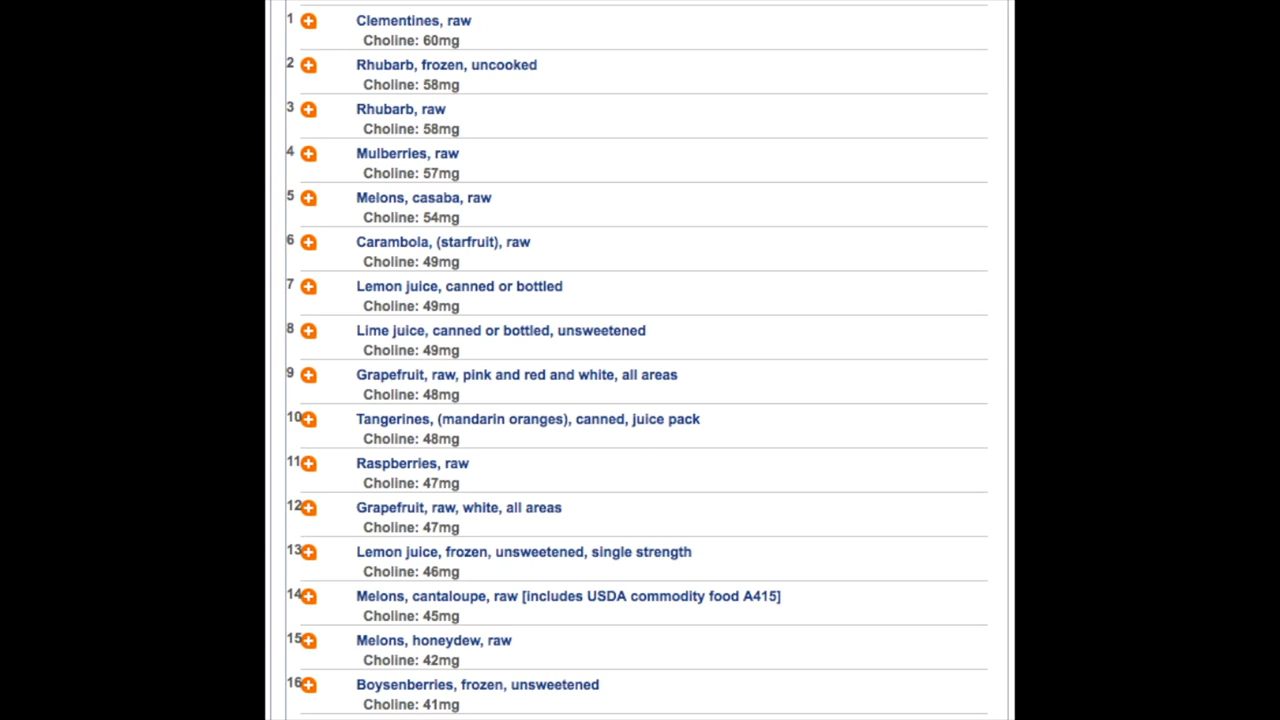 1 Clementines, raw
Choline: 60mg
2 Rhubarb, frozen, uncooked
Choline: 58mg
3 Rhubarb, raw
Choline: 58mg
4 Mulberries, raw
Choline: 57mg
5 Melons, casaba, raw
Choline: 54mg
6 Carambola, (starfruit), raw
Choline: 49mg
7 Lemon juice, canned or bottled
Choline: 49mg
8 Lime juice, canned or bottled, unsweetened
Choline: 49mg
9 Grapefruit, raw, pink and red and white, all areas
Choline: 48mg
10 Tangerines, (mandarin oranges), canned, juice pack
Choline: 48mg
11 Raspberries, raw
Choline: 47mg
12 Grapefruit, raw, white, all areas
Choline: 47mg
13 Lemon juice, frozen, unsweetened, single strength
Choline: 46mg
14 Melons, cantaloupe, raw [includes USDA commodity food A415]
Choline: 45mg
15 Melons, honeydew, raw
Choline: 42mg
16 Boysenberries, frozen, unsweetened
Choline: 41mg